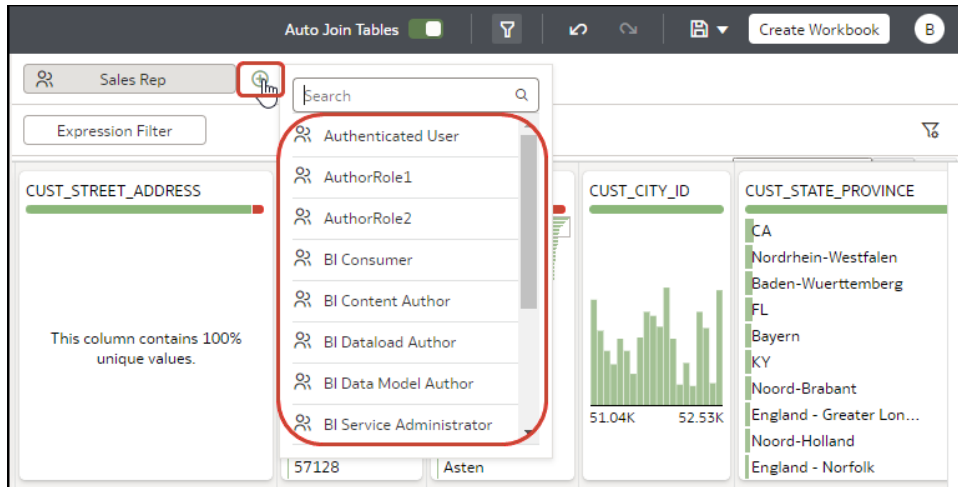 Auto Join Tables
Create Workbook
B
Sales Rep
Search
Expression Filter
Authenticated User
AuthorRole1
AuthorRole2
BI Consumer
BI Content Author
BI Dataload Author
BI Data Model Author
BI Service Administrator
CUST_STREET_ADDRESS
This column contains 100%
unique values.
57128
Asten
CUST_CITY_ID
51.04K 52.53K
CUST_STATE_PROVINCE
CA
Nordrhein-Westfalen
Baden-Wuerttemberg
FL
Bayern
KY
Noord-Brabant
England - Greater Lon...
Noord-Holland
England - Norfolk